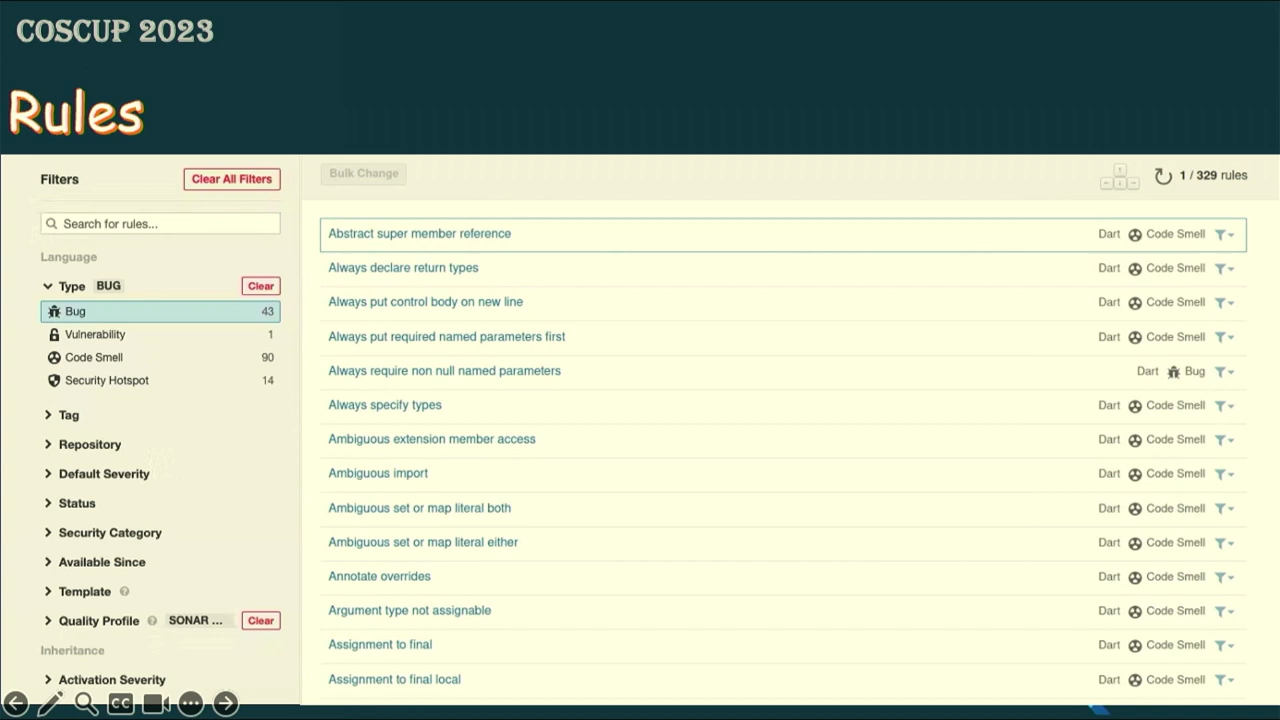 COSCUP 2023
Rules
Filters
Clear All Filters
Search for rules...
Language
Type BUG Clear
Bug 43
Vulnerability 1
Code Smell 90
Security Hotspot 14
Tag
Repository
Default Severity
Status
Security Category
Available Since
Template ?
Quality Profile ? SONAR ... Clear
Inheritance
Activation Severity
CC
Bulk Change
1 / 329 rules
Abstract super member reference Dart Code Smell
Always declare return types Dart Code Smell
Always put control body on new line Dart Code Smell
Always put required named parameters first Dart Code Smell
Always require non null named parameters Dart Bug
Always specify types Dart Code Smell
Ambiguous extension member access Dart Code Smell
Ambiguous import Dart Code Smell
Ambiguous set or map literal both Dart Code Smell
Ambiguous set or map literal either Dart Code Smell
Annotate overrides Dart Code Smell
Argument type not assignable Dart Code Smell
Assignment to final Dart Code Smell
Assignment to final local Dart Code Smell